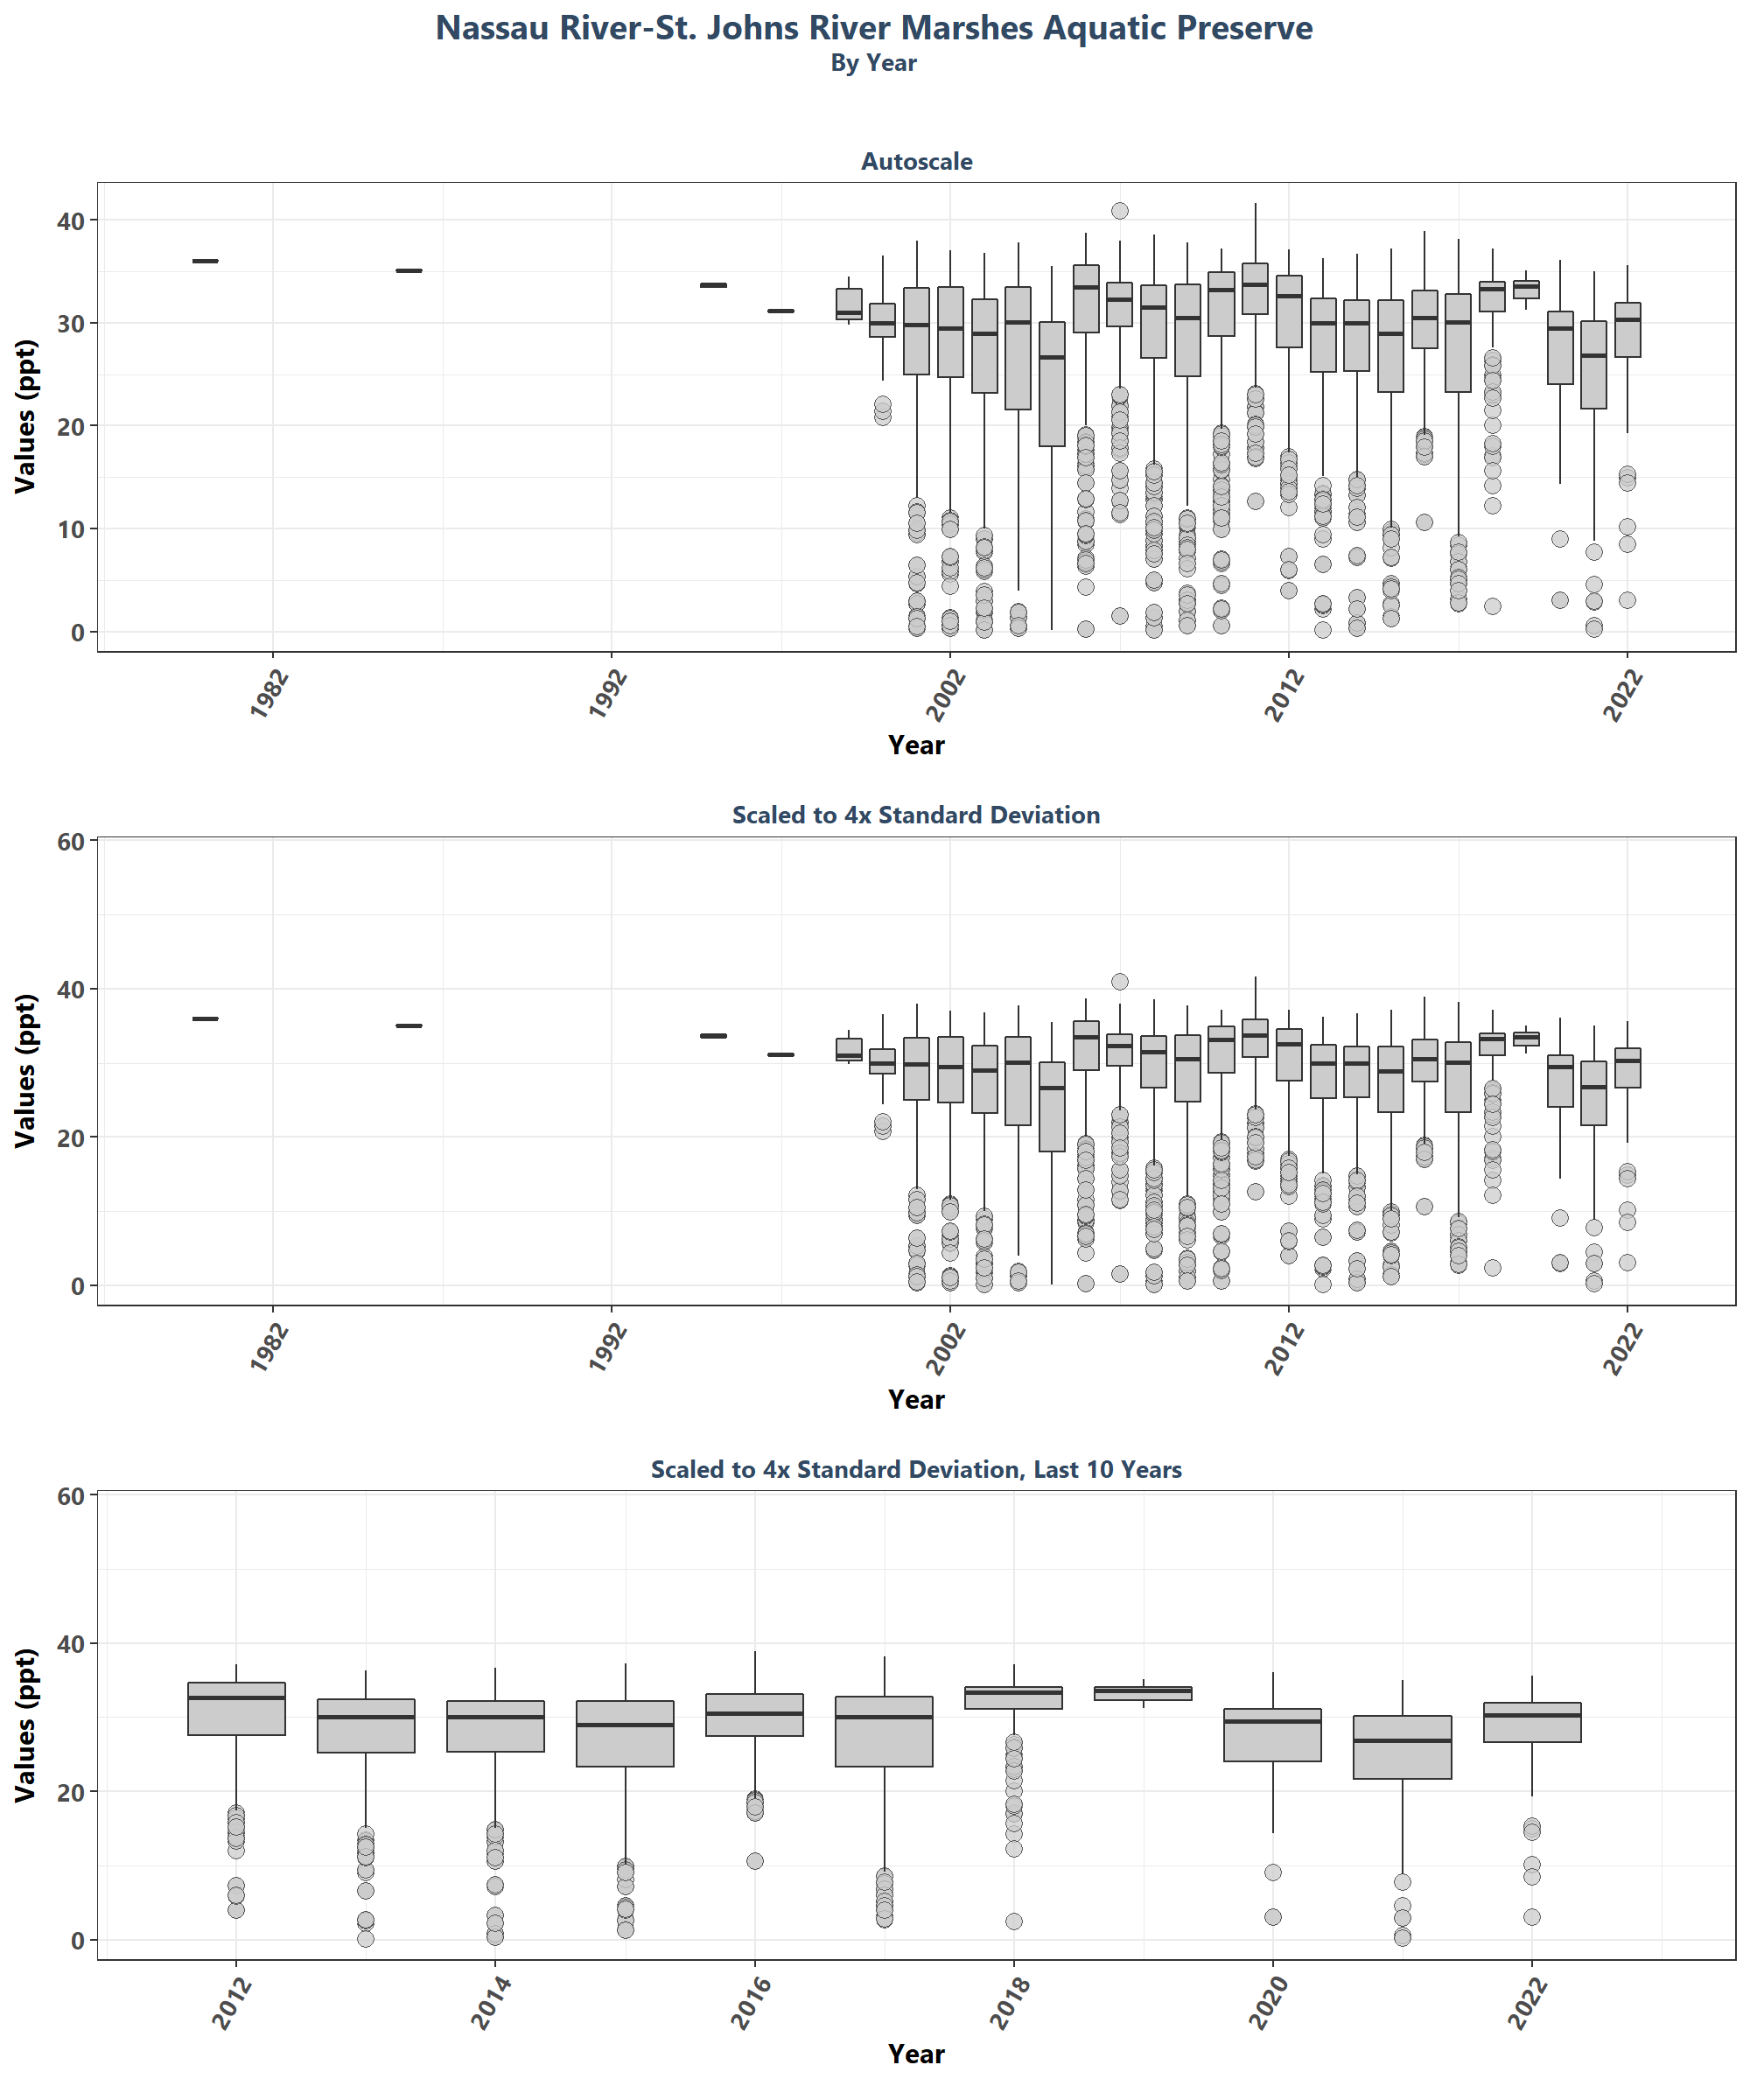 Nassau River-St. Johns River Marshes Aquatic Preserve
By Year
Autoscale
Values (ppt)
40
30
20
10
0
1982
1992
2002
2012
2022
Year
Scaled to 4x Standard Deviation
Values (ppt)
60
40
20
0
1982
1992
2002
2012
2022
Year
Scaled to 4x Standard Deviation, Last 10 Years
Values (ppt)
60
40
20
0
2012
2014
2016
2018
2020
2022
Year